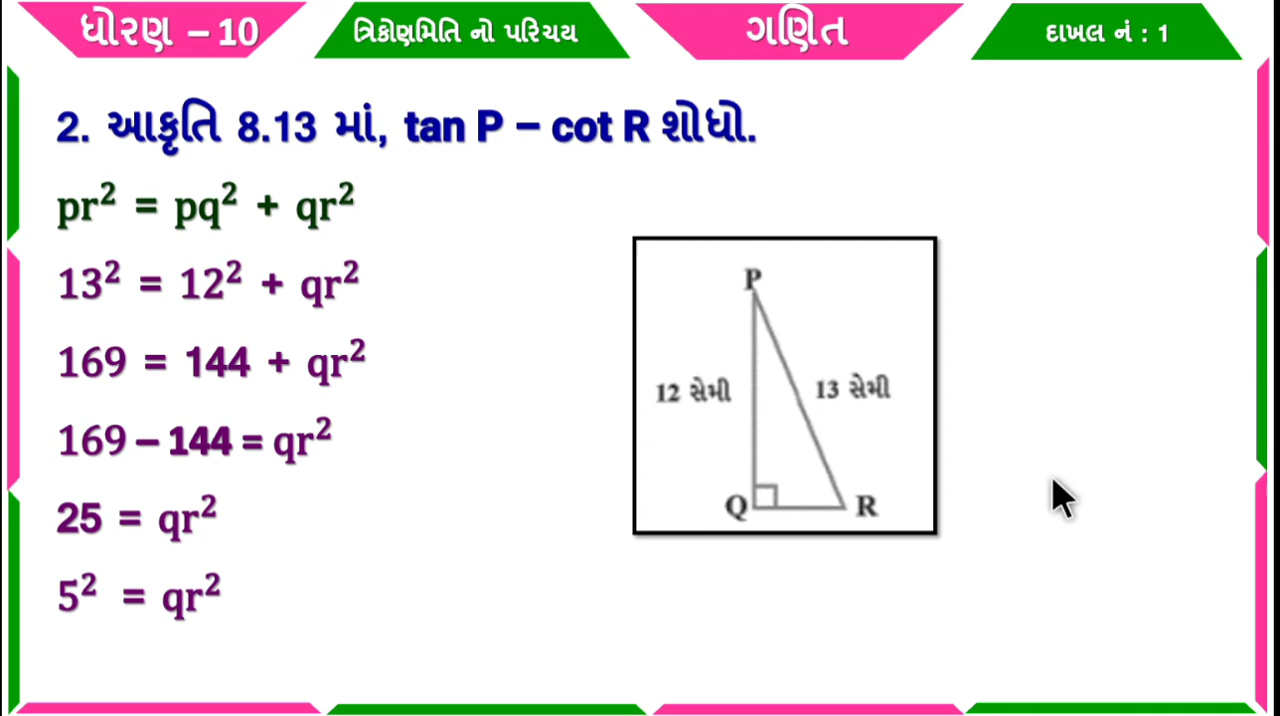 ધોરણ – 10
ત્રિકોણમિતિ નો પરિચય
ગણિત
દાખલ નં : 1
2. આકૃતિ 8.13 માં, tan P – cot R શોધો.
pr² = pq² + qr²
13² = 12² + qr²
169 = 144 + qr²
169 – 144 = qr²
25 = qr²
5² = qr²
P
12 સેમી
13 સેમી
Q
R